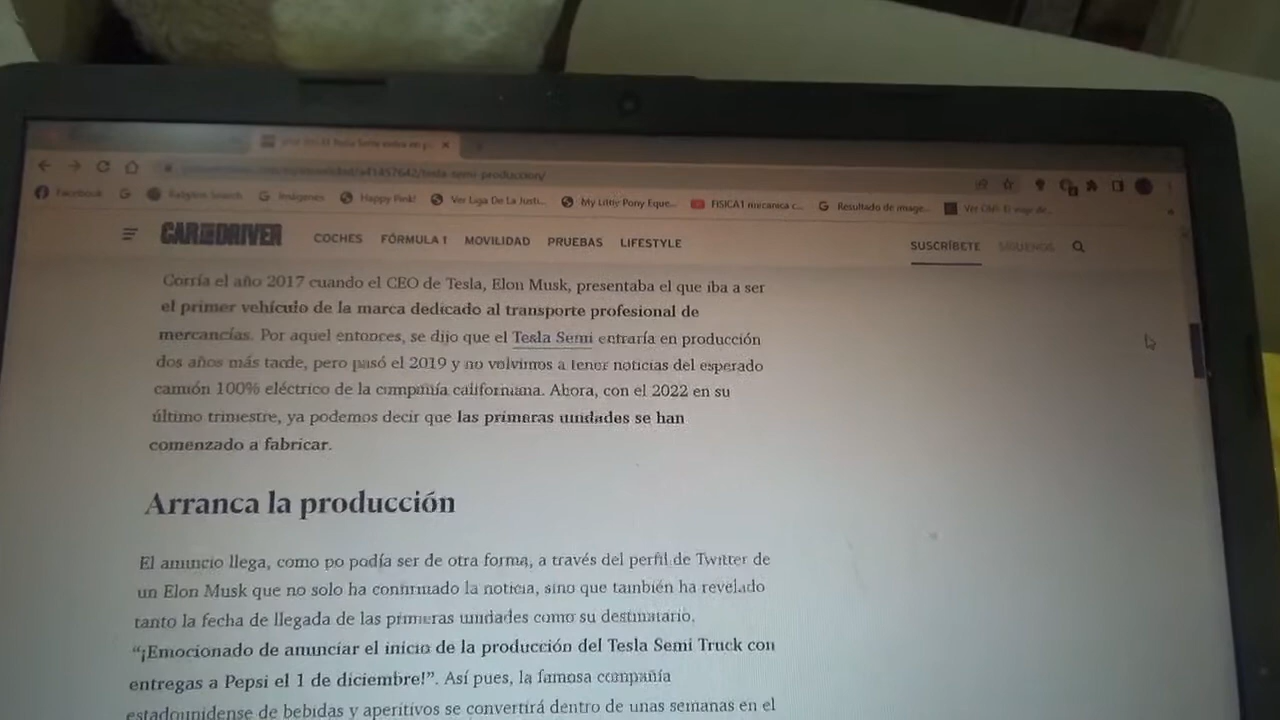 tesla-semi-produccion/
Facebook G Babylon Search G Imágenes Happy Pink! Ver Liga De La Justi... My Little Pony Eque... FISICA1 mecanica c... G Resultado de image...
CAR AND DRIVER COCHES FÓRMULA 1 MOVILIDAD PRUEBAS LIFESTYLE SUSCRÍBETE SÍGUENOS
Corría el año 2017 cuando el CEO de Tesla, Elon Musk, presentaba el que iba a ser
el primer vehículo de la marca dedicado al transporte profesional de
mercancías. Por aquel entonces, se dijo que el Tesla Semi entraría en producción
dos años más tarde, pero pasó el 2019 y no volvimos a tener noticias del esperado
camión 100% eléctrico de la compañía californiana. Ahora, con el 2022 en su
último trimestre, ya podemos decir que las primeras unidades se han
comenzado a fabricar.
Arranca la producción
El anuncio llega, como po podía ser de otra forma, a través del perfil de Twitter de
un Elon Musk que no solo ha confirmado la noticia, sino que también ha revelado
tanto la fecha de llegada de las primeras unidades como su destinatario.
“¡Emocionado de anunciar el inicio de la producción del Tesla Semi Truck con
entregas a Pepsi el 1 de diciembre!”. Así pues, la famosa compañía
estadounidense de bebidas y aperitivos se convertirá dentro de unas semanas en el